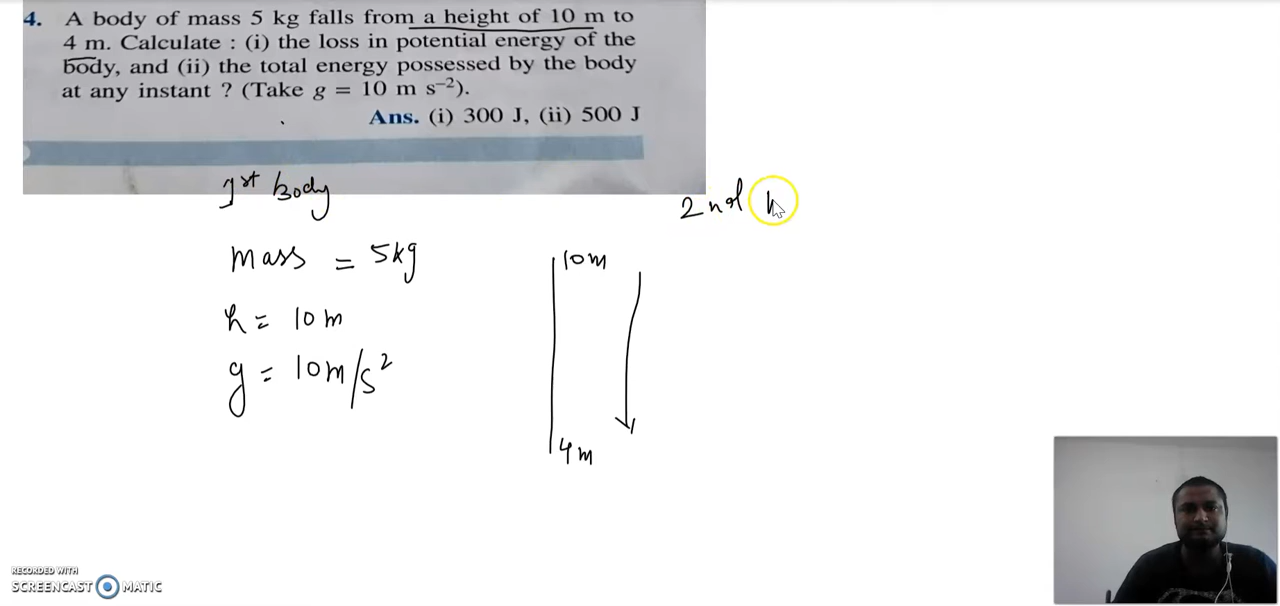 4. A body of mass 5 kg falls from a height of 10 m to
4 m. Calculate : (i) the loss in potential energy of the
body, and (ii) the total energy possessed by the body
at any instant ? (Take g = 10 m s⁻²).
Ans. (i) 300 J, (ii) 500 J
1st body
2nd
mass = 5kg
10m
h = 10m
g = 10m/s²
4m
RECORDED WITH
SCREENCAST MATIC